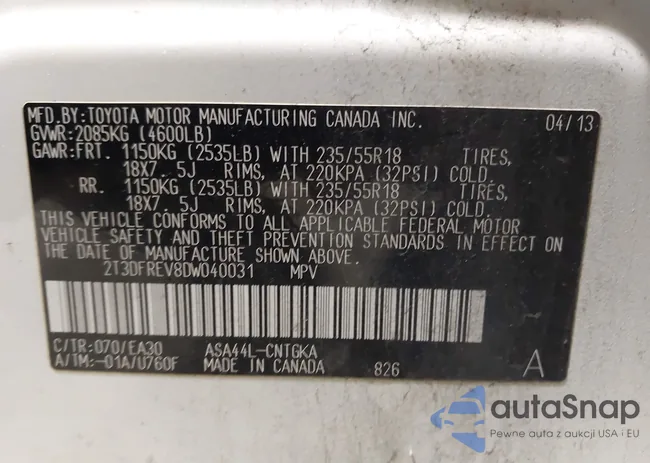 MFD.BY:TOYOTA MOTOR MANUFACTURING CANADA INC. 04/13
GVWR:2085KG (4600LB)
GAWR:FRT. 1150KG (2535LB) WITH 235/55R18 TIRES,
18X7. 5J RIMS, AT 220KPA (32PSI) COLD.
RR. 1150KG (2535LB) WITH 235/55R18 TIRES,
18X7. 5J RIMS, AT 220KPA (32PSI) COLD.
THIS VEHICLE CONFORMS TO ALL APPLICABLE FEDERAL MOTOR
VEHICLE SAFETY AND THEFT PREVENTION STANDARDS IN EFFECT ON
THE DATE OF MANUFACTURE SHOWN ABOVE.
2T3DFREV8DW040031 MPV
C/TR:070/EA30 ASA44L-CNTGKA
A/TM:-01A/U760F MADE IN CANADA 826 A
autaSnap
Pewne auta z aukcji USA i EU